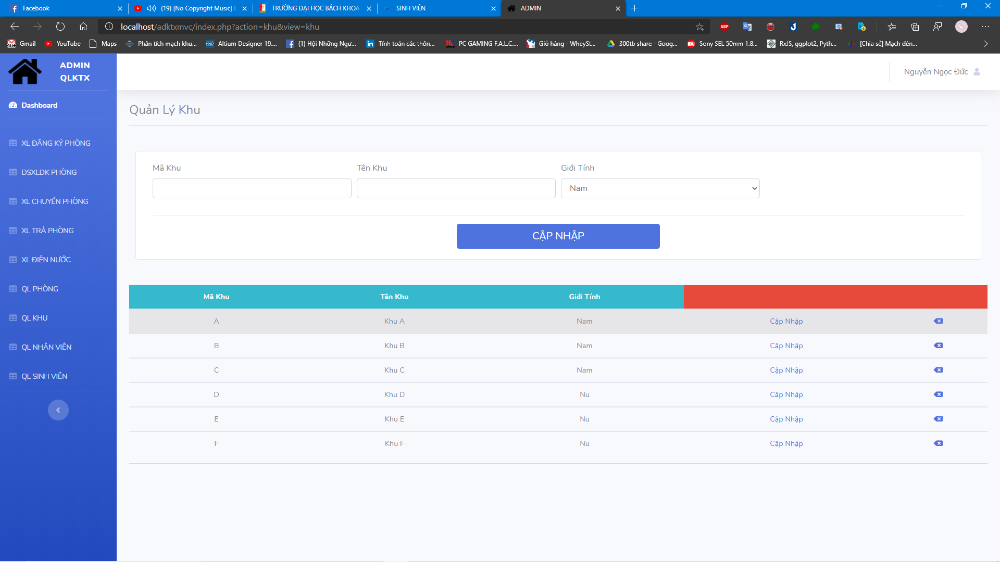 Facebook
(19) [No Copyright Music] C
TRƯỜNG ĐẠI HỌC BÁCH KHOA
SINH VIÊN
ADMIN
localhost/adktxmvc/index.php?action=khu&view=khu
ABP
Gmail
YouTube
Maps
Phân tích mạch khu...
Altium Designer 19....
(1) Hội Những Ngư...
Tính toán các thôn...
PC GAMING F.A.L.C....
Giỏ hàng - WheySt...
300tb share - Goog...
Sony SEL 50mm 1.8...
RxJS, ggplot2, Pyth...
[Chia sẻ] Mạch đèn...
ADMIN
QLKTX
Nguyễn Ngọc Đức
Dashboard
XL ĐĂNG KÝ PHÒNG
DSXLDK PHÒNG
XL CHUYỂN PHÒNG
XL TRẢ PHÒNG
XL ĐIỆN NƯỚC
QL PHÒNG
QL KHU
QL NHÂN VIÊN
QL SINH VIÊN
Quản Lý Khu
Mã Khu Tên Khu Giới Tính
Nam
CẬP NHẬP
Mã Khu Tên Khu Giới Tính
A Khu A Nam Cập Nhập
B Khu B Nam Cập Nhập
C Khu C Nam Cập Nhập
D Khu D Nu Cập Nhập
E Khu E Nu Cập Nhập
F Khu F Nu Cập Nhập